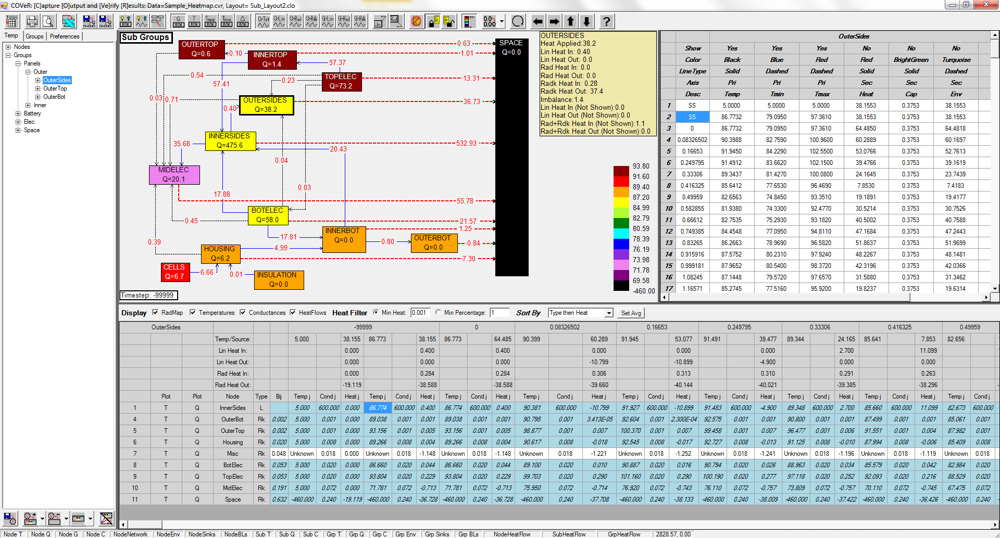 COVeR: [C]apture [O]utput and [Ve]rify [R]esults: Data=Sample_Heatmap.cvr, Layout= Sub_Layout2.clo
Temp Groups Preferences
Nodes
Groups
Panels
Outer
OuterSides
OuterTop
OuterBot
Inner
Battery
Elec
Space
Sub Groups
OUTERTOP
Q=0.6
0.63
0.10
INNERTOP
Q=1.4
1.01
57.37
0.54
57.41
0.23
TOPELEC
Q=73.2
13.31
0.03 0.71
OUTERSIDES
Q=38.2
36.73
0.40
INNERSIDES
Q=475.6
532.93
35.68
20.43
0.04
MIDELEC
Q=20.1
0.03
17.88
55.78
BOTELEC
Q=58.0
21.57
0.45
INNERBOT
Q=0.0
1.25
17.81
0.80
OUTERBOT
Q=0.0
0.84
0.39
HOUSING
Q=6.2
4.99
7.30
CELLS
Q=6.7
6.66
0.01
INSULATION
Q=0.0
SPACE
Q=0.0
Timestep: -99999
OUTERSIDES
Heat Applied:38.2
Lin Heat In: 0.40
Lin Heat Out: 0.0
Rad Heat In: 0.0
Rad Heat Out: 0.0
Radk Heat In: 0.28
Radk Heat Out: 37.4
Imbalance:1.4
Lin Heat In (Not Shown):0.0
Lin Heat Out (Not Shown):0.0
Rad+Rdk Heat In (Not Shown):1.1
Rad+Rdk Heat Out (Not Shown):0.0
93.80
91.60
89.40
87.20
84.99
82.79
80.59
78.39
76.19
73.98
71.78
69.58
-460.00
OuterSides
Show Yes Yes Yes No No No
Color Black Blue Red Red BrightGreen Turquoise
LineType Solid Dashed Dashed Solid Solid Dashed
Axis Pri Pri Pri Sec Sec Sec
Desc Temp Tmin Tmax Heat Cap Env
1 SS 5.0000 5.0000 5.0000 38.1553 0.3753 38.1553
2 SS 86.7732 79.0950 97.3610 38.1553 0.3753 38.1553
3 0 86.7732 79.0950 97.3610 64.4850 0.3753 64.4818
4 0.08326502 90.3988 82.7590 100.9600 60.2889 0.3753 60.1697
5 0.16653 91.9450 84.2290 102.5500 53.0766 0.3753 52.7613
6 0.249795 91.4912 83.6620 102.1500 39.4766 0.3753 39.1619
7 0.33306 89.3437 81.4270 100.0800 24.1645 0.3753 23.7439
8 0.416325 85.6412 77.6530 96.4690 7.8530 0.3753 7.4183
9 0.49959 82.6563 74.8450 93.3510 19.1891 0.3753 19.4177
10 0.582855 81.9380 74.3300 92.4770 30.5214 0.3753 30.7526
11 0.66612 82.7535 75.2930 93.1820 40.5002 0.3753 40.7588
12 0.749385 84.4548 77.0950 94.8110 47.1684 0.3753 47.2443
13 0.83265 86.2663 78.9690 96.5820 51.8637 0.3753 51.9699
14 0.915916 87.5752 80.2310 97.9240 48.2267 0.3753 48.1481
15 0.999181 87.9652 80.5400 98.3720 42.3196 0.3753 42.0366
16 1.08245 87.1448 79.5720 97.6570 31.5880 0.3753 31.3462
17 1.16571 85.2745 77.5160 95.9200 19.8237 0.3753 19.6314
Display RadMap Temperatures Conductances HeatFlows Heat Filter Min Heat: 0.001 Min Percentage: 1 Sort By Type then Heat Set Avg
OuterSides -99999 0 0.08326502 0.16653 0.249795 0.33306 0.416325 0.49959
Temp/Source: 5.000 38.155 86.773 38.155 86.773 64.485 90.399 60.289 91.945 53.077 91.491 39.477 89.344 24.165 85.641 7.853 82.656
Lin Heat In: 0.000 0.400 0.400 0.000 0.000 0.000 2.700 11.099
Lin Heat Out: 0.000 0.000 0.000 -10.799 -10.899 -4.900 0.000 0.000
Rad Heat In: 0.000 0.284 0.284 0.306 0.313 0.310 0.291 0.263
Rad Heat Out: -19.119 -38.588 -38.588 -39.660 -40.144 -40.021 -39.385 -38.296
Plot Plot Node Type Bij Temp j Cond j Heat j Temp j Cond j Heat j Temp j Cond j Heat j Temp j Cond j Heat j Temp j Cond j Heat j Temp j Cond j Heat j Temp j Cond j Heat j Temp j Cond j Heat j Temp j Cond j
1 T Q InnerSides L 5.000 600.000 0.000 86.774 600.000 0.400 86.774 600.000 0.400 90.381 600.000 -10.799 91.927 600.000 -10.899 91.483 600.000 -4.900 89.348 600.000 2.700 85.660 600.000 11.099 82.673 600.000
4 T Q OuterBot Rk 0.002 5.000 0.001 0.000 89.038 0.001 0.001 89.038 0.001 0.001 90.795 0.001 3.413E-05 92.604 0.001 2.300E-04 92.575 0.001 0.001 90.800 0.001 0.001 87.499 0.001 0.001 85.061 0.001
5 T Q OuterTop Rk 0.002 5.000 0.001 0.000 93.156 0.001 0.005 93.156 0.001 0.005 98.877 0.001 0.007 100.370 0.001 0.007 99.458 0.001 0.007 96.477 0.001 0.006 91.551 0.001 0.004 87.982 0.001
6 T Q Housing Rk 0.020 5.000 0.008 0.000 89.266 0.008 0.004 89.266 0.008 0.004 90.617 0.008 -0.018 92.545 0.008 -0.017 92.727 0.008 -0.013 91.125 0.008 -0.010 87.994 0.008 -0.006 85.409 0.008
7 T Q Misc Rk 0.048 Unknown 0.018 0.000 Unknown 0.018 -1.148 Unknown 0.018 -1.148 Unknown 0.018 -1.221 Unknown 0.018 -1.252 Unknown 0.018 -1.241 Unknown 0.018 -1.196 Unknown 0.018 -1.119 Unknown 0.018
8 T Q BotElec Rk 0.053 5.000 0.020 0.000 86.660 0.020 0.044 86.660 0.020 0.044 89.100 0.020 0.010 90.887 0.020 0.016 90.794 0.020 0.026 88.963 0.020 0.034 85.579 0.020 0.042 82.984 0.020
9 T Q TopElec Rk 0.053 5.000 0.020 0.000 93.804 0.020 0.229 93.804 0.020 0.229 99.703 0.020 0.290 101.160 0.020 0.290 100.190 0.020 0.277 97.118 0.020 0.252 92.093 0.020 0.216 88.529 0.020
10 T Q MidElec Rk 0.191 5.000 0.072 0.000 71.781 0.072 -0.713 71.781 0.072 -0.713 75.950 0.072 -0.714 76.920 0.072 -0.743 76.110 0.072 -0.757 73.809 0.072 -0.757 70.110 0.072 -0.745 67.475 0.072
11 T Q Space Rk 0.632 -460.000 0.240 -19.119 -460.000 0.240 -36.728 -460.000 0.240 -36.728 -460.000 0.240 -37.708 -460.000 0.240 -38.133 -460.000 0.240 -38.009 -460.000 0.240 -37.422 -460.000 0.240 -36.426 -460.000 0.240
Node T Node Q Node G Node C NodeNetwork NodeEnv NodeSinks NodeBLs Sub T Sub Q Sub C Grp T Grp Q Grp C Grp Env Grp Sinks Grp BLs NodeHeatFlow SubHeatFlow GrpHeatFlow 2828.57, 0.00